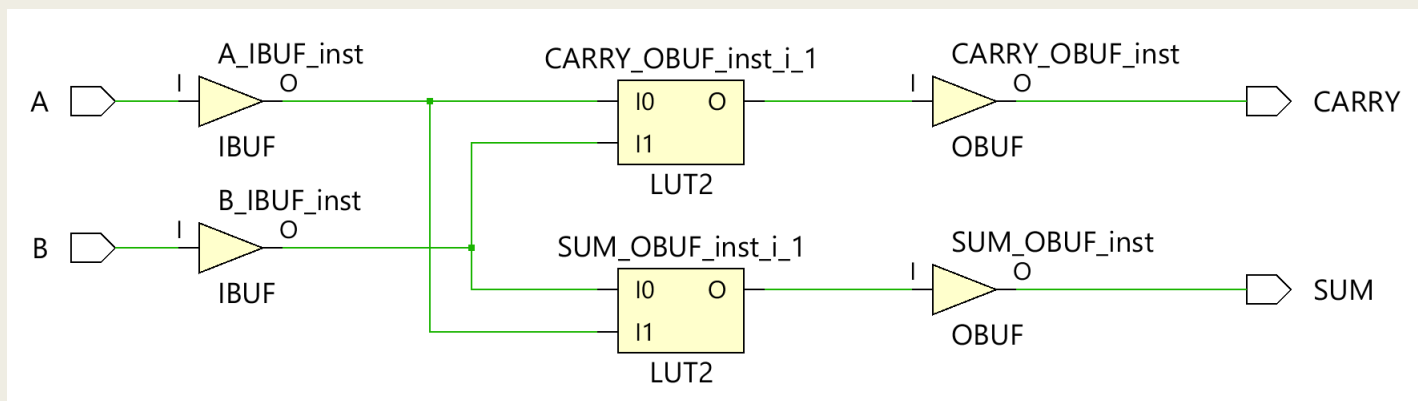 A_IBUF_inst
CARRY_OBUF_inst_i_1
CARRY_OBUF_inst
A
I
O
I0
O
I
O
CARRY
IBUF
I1
OBUF
LUT2
B_IBUF_inst
B
I
O
SUM_OBUF_inst_i_1
SUM_OBUF_inst
IBUF
I0
O
I
O
SUM
I1
OBUF
LUT2